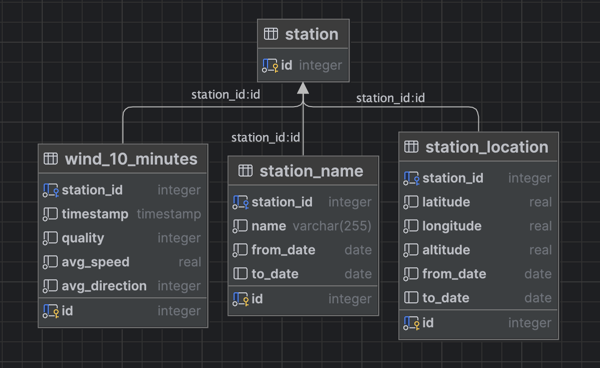 station
id integer
station_id:id
station_id:id
station_id:id
wind_10_minutes
station_id integer
timestamp timestamp
quality integer
avg_speed real
avg_direction integer
id integer
station_name
station_id integer
name varchar(255)
from_date date
to_date date
id integer
station_location
station_id integer
latitude real
longitude real
altitude real
from_date date
to_date date
id integer